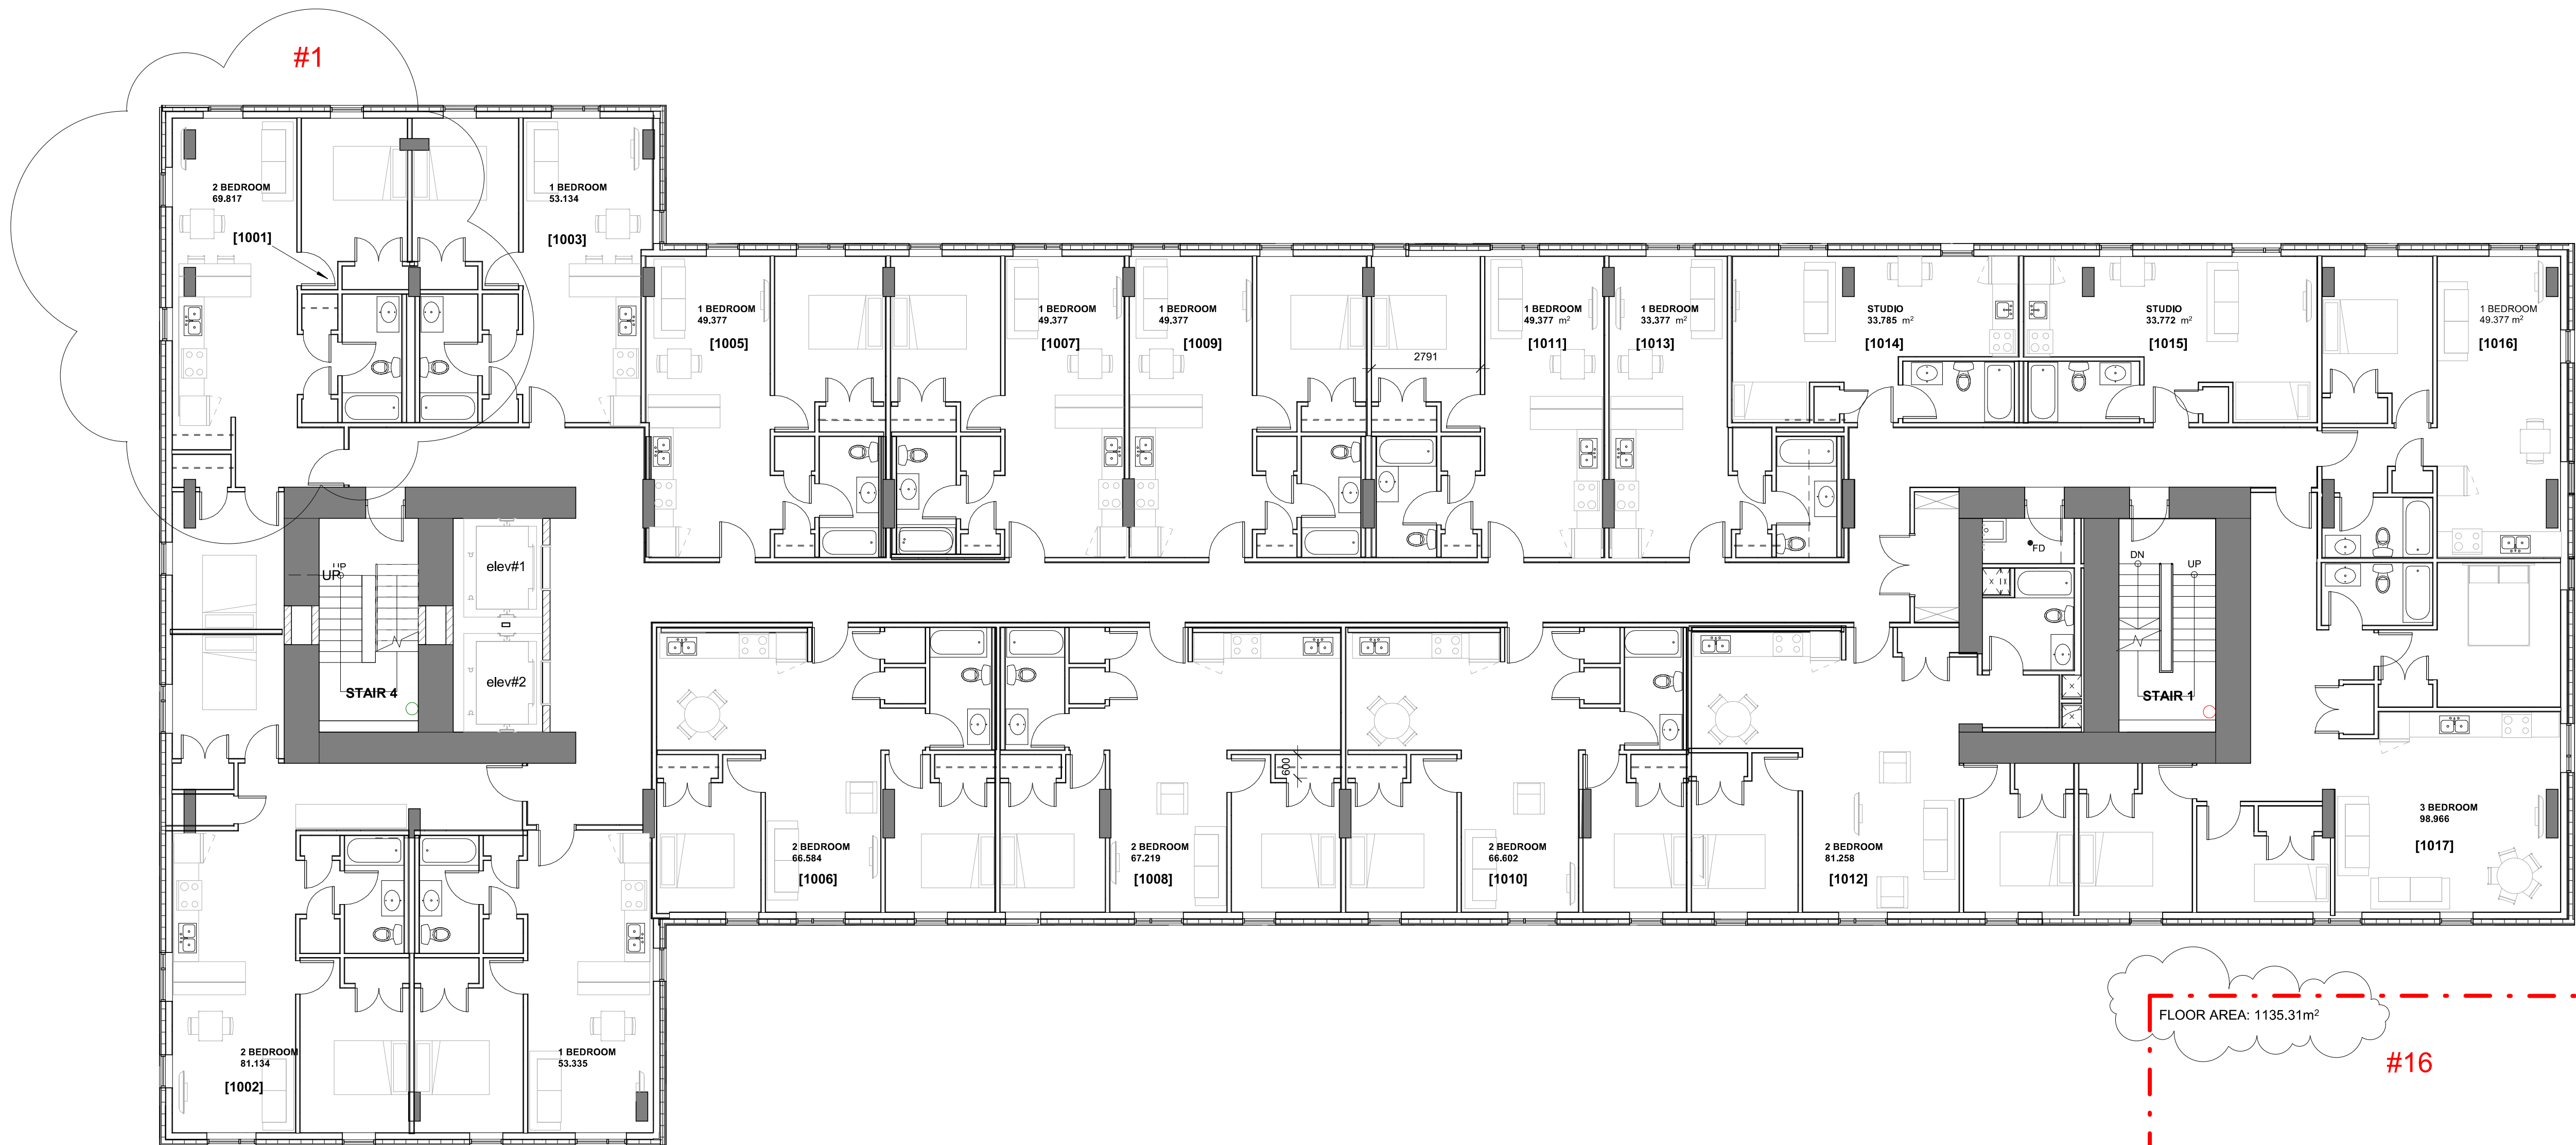 #1
2 BEDROOM
69.817
[1001]
1 BEDROOM
53.134
[1003]
1 BEDROOM
49.377
[1005]
1 BEDROOM
49.377
[1007]
1 BEDROOM
49.377
[1009]
2791
1 BEDROOM
49.377 m²
[1011]
1 BEDROOM
33.377 m²
[1013]
STUDIO
33.785 m²
[1014]
STUDIO
33.772 m²
[1015]
1 BEDROOM
49.377 m²
[1016]
UP
UP
elev#1
elev#2
STAIR 4
FD
DN
UP
STAIR 1
600
2 BEDROOM
66.584
[1006]
2 BEDROOM
67.219
[1008]
2 BEDROOM
66.602
[1010]
2 BEDROOM
81.258
[1012]
3 BEDROOM
98.966
[1017]
2 BEDROOM
81.134
[1002]
1 BEDROOM
53.335
FLOOR AREA: 1135.31m²
#16